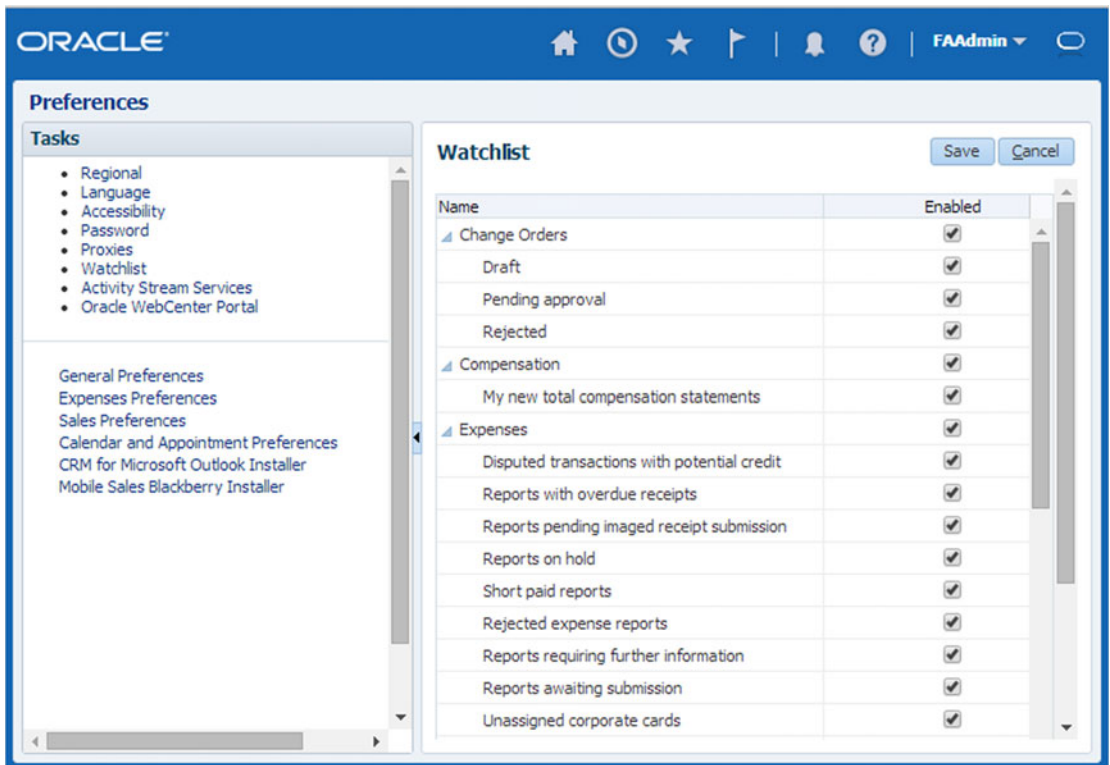 ORACLE
FAAdmin
Preferences
Tasks
Regional
Language
Accessibility
Password
Proxies
Watchlist
Activity Stream Services
Oracle WebCenter Portal
General Preferences
Expenses Preferences
Sales Preferences
Calendar and Appointment Preferences
CRM for Microsoft Outlook Installer
Mobile Sales Blackberry Installer
Watchlist
Save Cancel
Name Enabled
Change Orders
Draft
Pending approval
Rejected
Compensation
My new total compensation statements
Expenses
Disputed transactions with potential credit
Reports with overdue receipts
Reports pending imaged receipt submission
Reports on hold
Short paid reports
Rejected expense reports
Reports requiring further information
Reports awaiting submission
Unassigned corporate cards